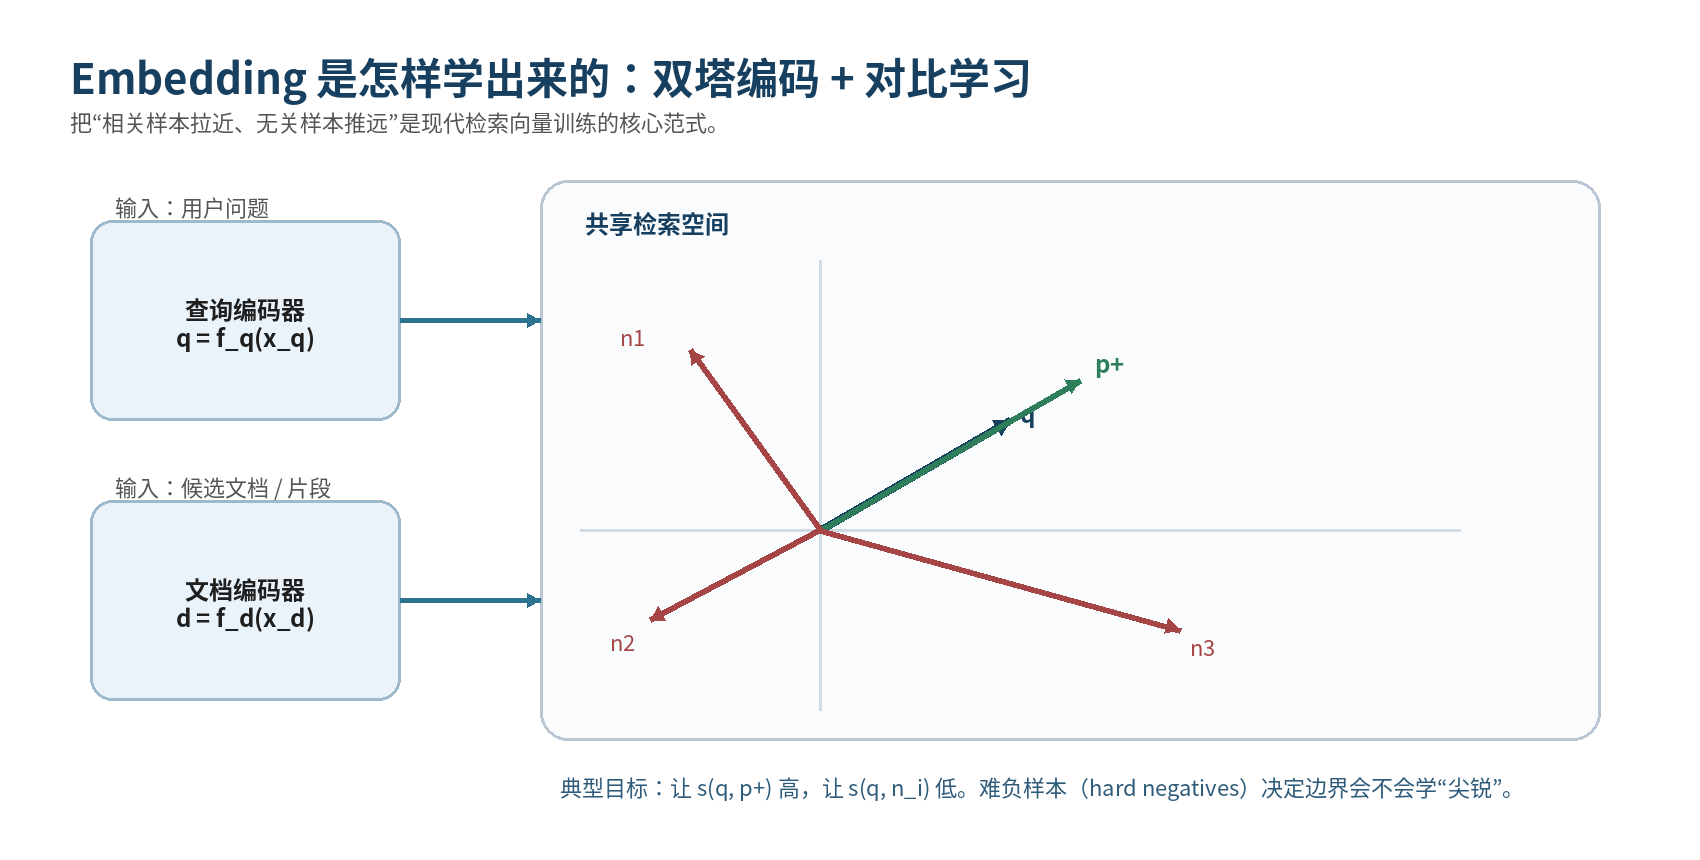 Embedding 是怎样学出来的：双塔编码 + 对比学习
把“相关样本拉近、无关样本推远”是现代检索向量训练的核心范式。
输入：用户问题
查询编码器
q = f_q(x_q)
输入：候选文档 / 片段
文档编码器
d = f_d(x_d)
共享检索空间
n1
p+
q
n2
n3
典型目标：让 s(q, p+) 高，让 s(q, n_i) 低。难负样本（hard negatives）决定边界会不会学“尖锐”。